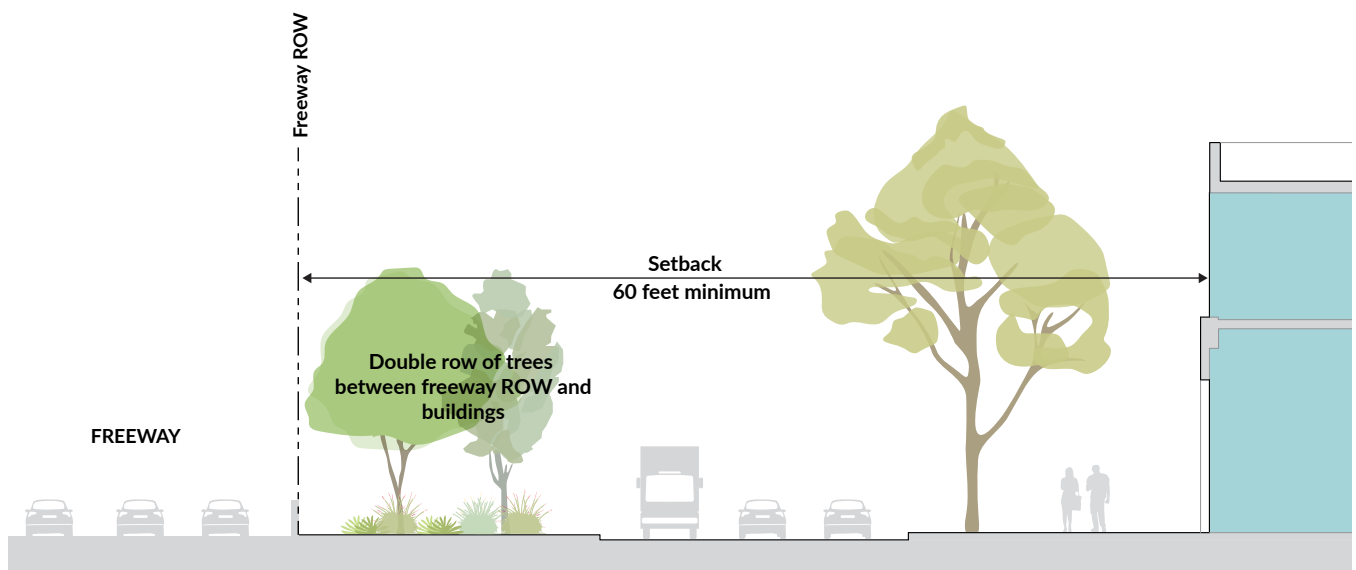 Freeway ROW
Setback
60 feet minimum
Double row of trees
between freeway ROW and
buildings
FREEWAY